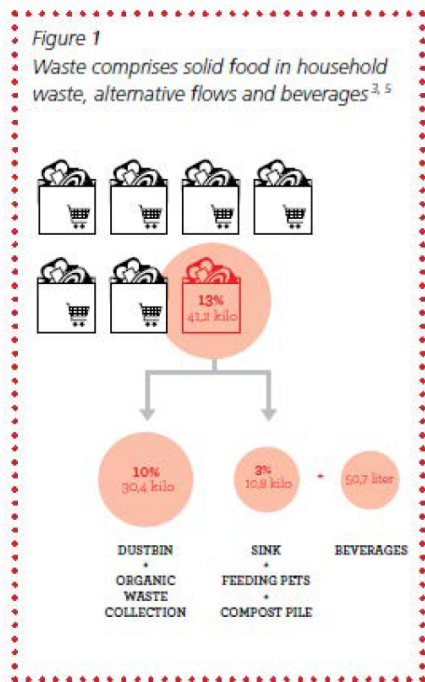 Figure 1
Waste comprises solid food in household
waste, alternative flows and beverages 3, 5
13%
41,2 kilo
10%
30,4 kilo
3%
10,8 kilo
+
50,7 liter
DUSTBIN
+
ORGANIC
WASTE
COLLECTION
SINK
+
FEEDING PETS
+
COMPOST PILE
BEVERAGES